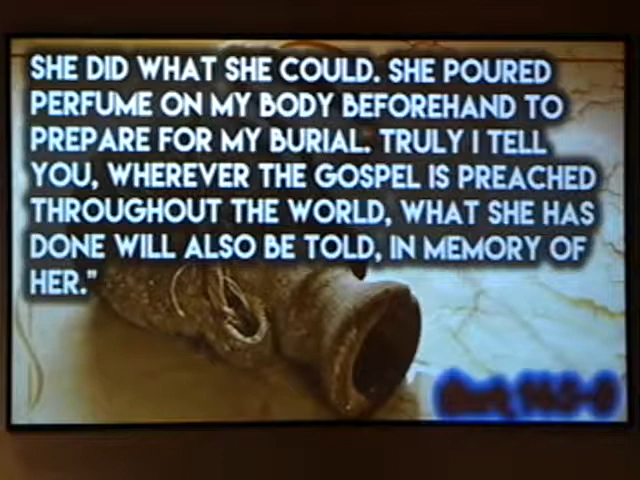 SHE DID WHAT SHE COULD. SHE POURED
PERFUME ON MY BODY BEFOREHAND TO
PREPARE FOR MY BURIAL. TRULY I TELL
YOU, WHEREVER THE GOSPEL IS PREACHED
THROUGHOUT THE WORLD, WHAT SHE HAS
DONE WILL ALSO BE TOLD, IN MEMORY OF
HER."